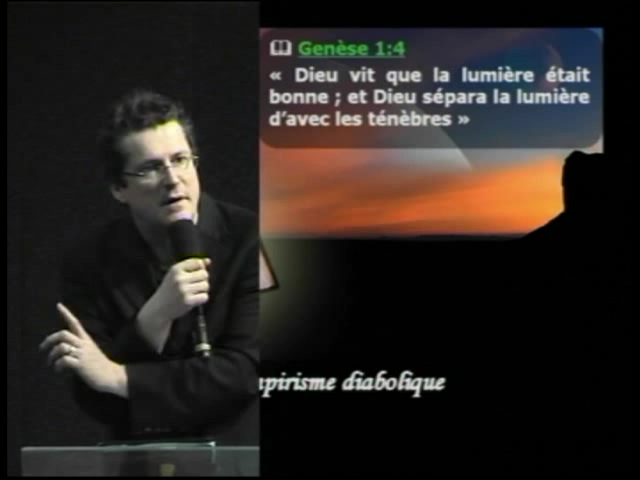 Genèse 1:4
« Dieu vit que la lumière était
bonne ; et Dieu sépara la lumière
d'avec les ténèbres »
diabolique